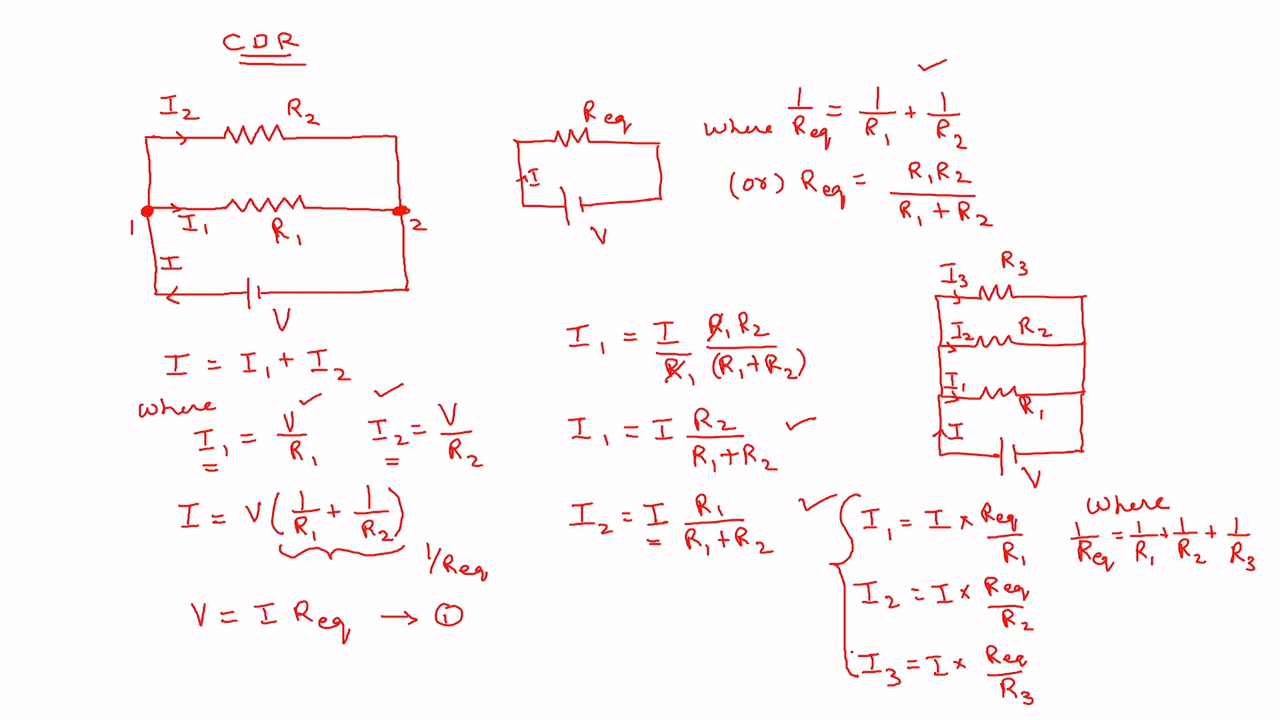 CDR
I2 R2
1 I1 R1 2
I
V
I = I1 + I2
where
I1 = V/R1 I2 = V/R2
I = V(1/R1 + 1/R2)
1/Req
V = I Req → ①
Req
I
V
where 1/Req = 1/R1 + 1/R2
(or) Req = R1R2/R1 + R2
I1 = I/R1 R1R2/(R1+R2)
I1 = I R2/R1+R2
I2 = I R1/R1+R2
I3 R3
I2 R2
I1 R1
I
V
I1 = I × Req/R1
where
1/Req = 1/R1 + 1/R2 + 1/R3
I2 = I × Req/R2
I3 = I × Req/R3